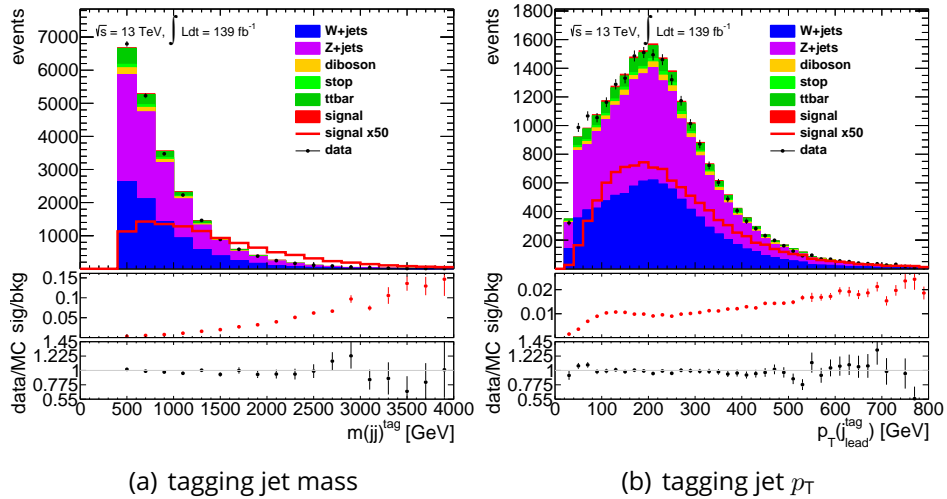 events
7000
6000
5000
4000
3000
2000
1000
√s = 13 TeV, ∫ Ldt = 139 fb⁻¹
W+jets
Z+jets
diboson
stop
ttbar
signal
signal x50
data
sig/bkg
0.15
0.10
0.05
data/MC
1.45
1.225
1
0.775
0.55
0 500 1000 1500 2000 2500 3000 3500 4000
m(jj)^tag [GeV]
(a) tagging jet mass
events
1800
1600
1400
1200
1000
800
600
400
200
√s = 13 TeV, ∫ Ldt = 139 fb⁻¹
W+jets
Z+jets
diboson
stop
ttbar
signal
signal x50
data
sig/bkg
0.02
0.01
data/MC
1.45
1.225
1
0.775
0.55
0 100 200 300 400 500 600 700 800
p_T(j_lead^tag) [GeV]
(b) tagging jet p_T